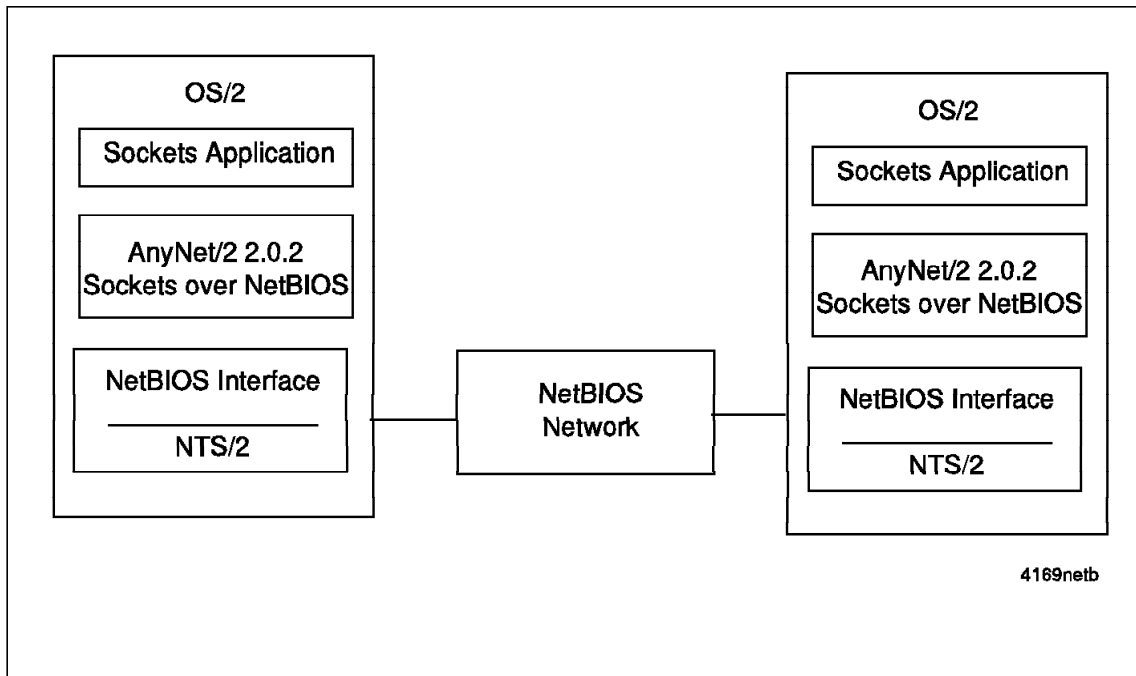 OS/2
Sockets Application
AnyNet/2 2.0.2
Sockets over NetBIOS
NetBIOS Interface
NTS/2
NetBIOS
Network
OS/2
Sockets Application
AnyNet/2 2.0.2
Sockets over NetBIOS
NetBIOS Interface
NTS/2
4169netb